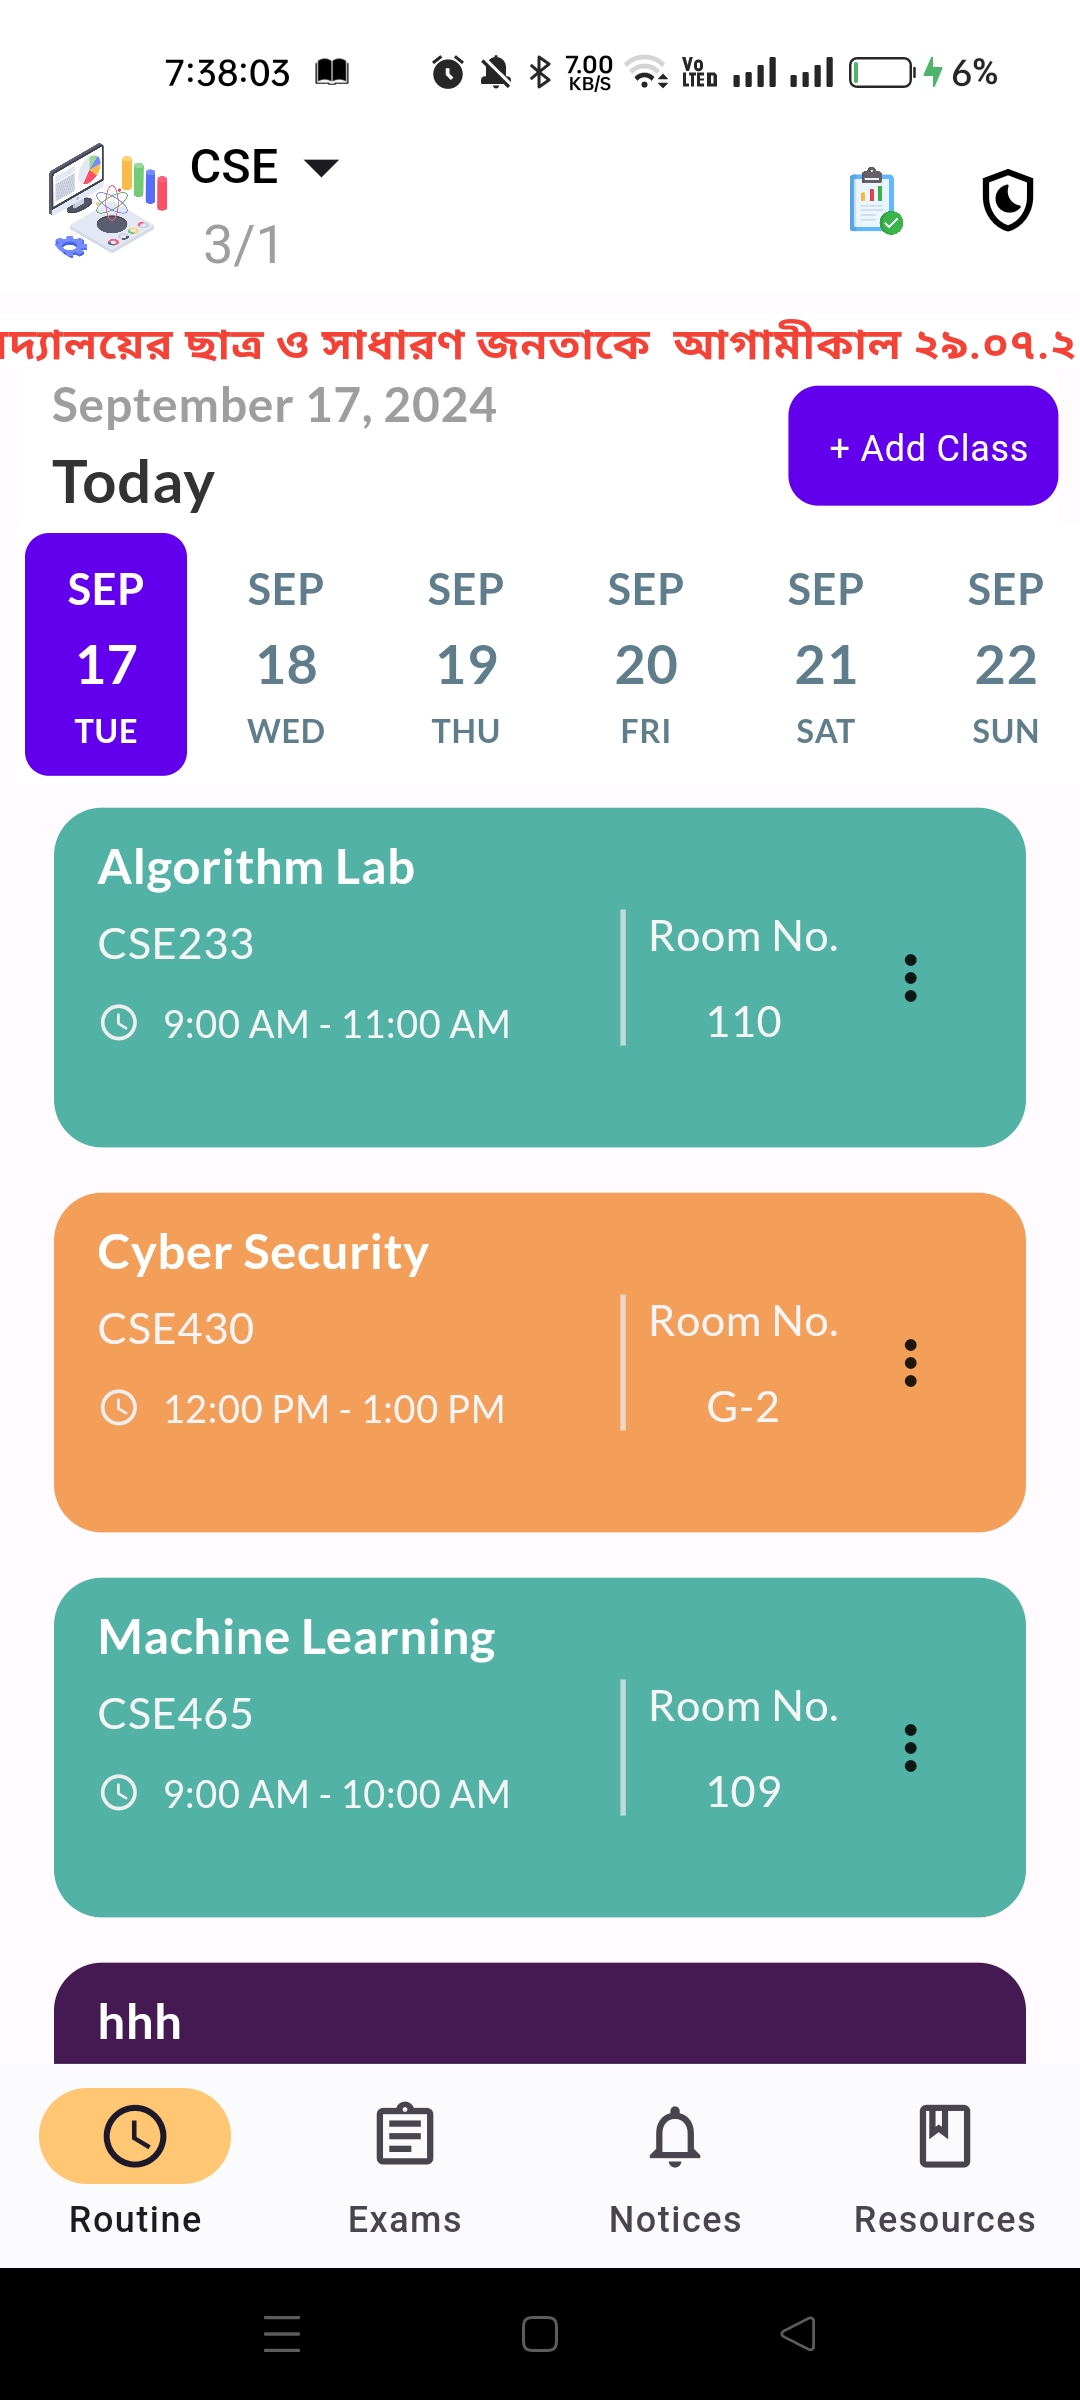 7:38:03 7.00 KB/S Vo LTED 6%
CSE
3/1
ছাত্র ও সাধারণ জনতাকে আগামীকাল ২৯.০৭.২
September 17, 2024
+ Add Class
Today
SEP SEP SEP SEP SEP SEP
17 18 19 20 21 22
TUE WED THU FRI SAT SUN
Algorithm Lab
CSE233
Room No.
9:00 AM - 11:00 AM
110
Cyber Security
CSE430
Room No.
12:00 PM - 1:00 PM
G-2
Machine Learning
CSE465
Room No.
9:00 AM - 10:00 AM
109
hhh
Routine Exams Notices Resources